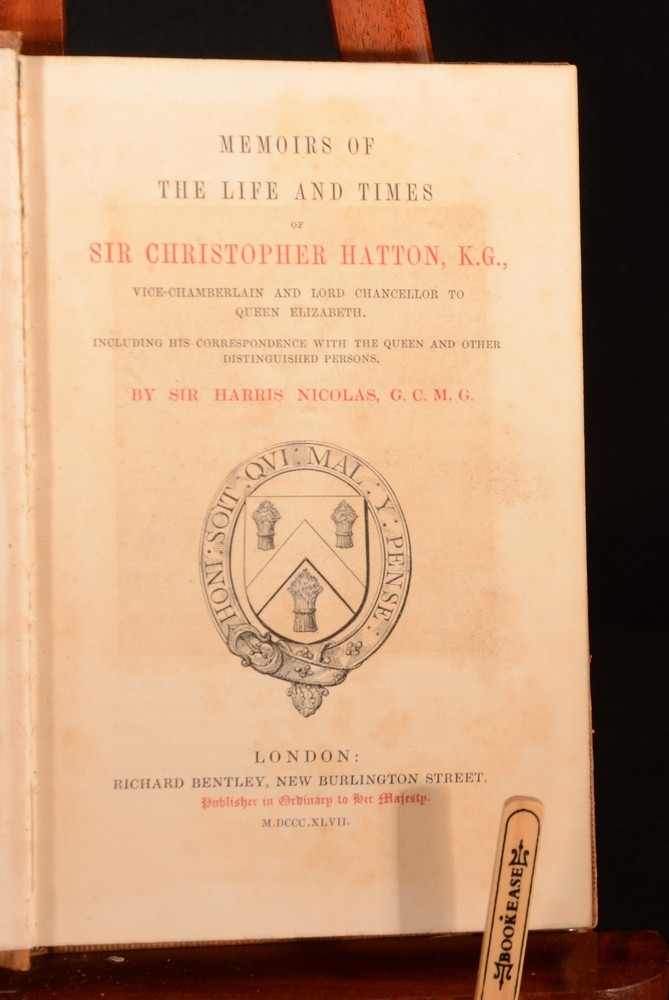 MEMOIRS OF
THE LIFE AND TIMES
OF
SIR CHRISTOPHER HATTON, K.G.,
VICE-CHAMBERLAIN AND LORD CHANCELLOR TO
QUEEN ELIZABETH.
INCLUDING HIS CORRESPONDENCE WITH THE QUEEN AND OTHER
DISTINGUISHED PERSONS.
BY SIR HARRIS NICOLAS, G. C. M. G.
HONI : SOIT : QVI : MAL : Y : PENSE :
LONDON:
RICHARD BENTLEY, NEW BURLINGTON STREET,
Publisher in Ordinary to Her Majesty.
M.DCCC.XLVII.
BOOKEASE